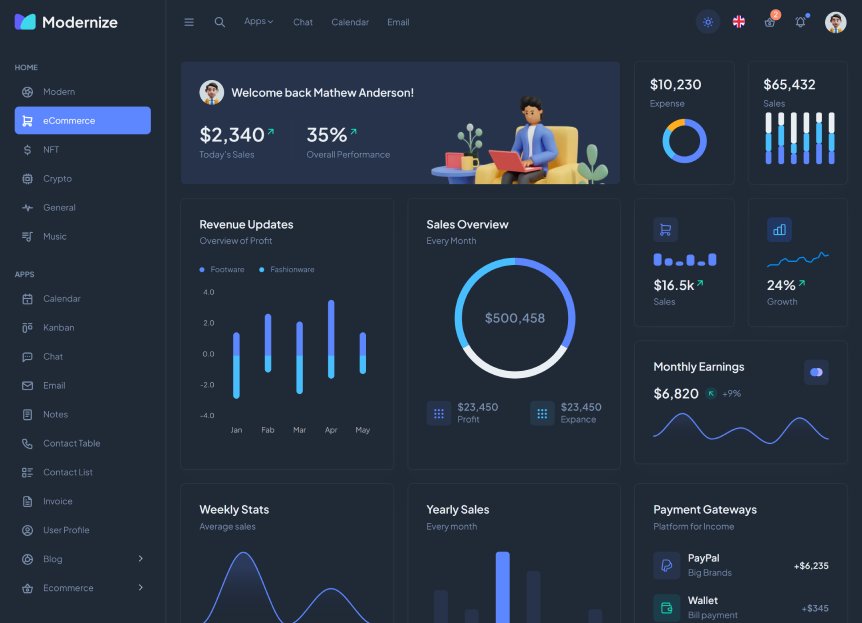 Modernize
Apps
Chat
Calendar
Email
2
HOME
Modern
eCommerce
NFT
Crypto
General
Music
APPS
Calendar
Kanban
Chat
Email
Notes
Contact Table
Contact List
Invoice
User Profile
Blog
Ecommerce
Welcome back Mathew Anderson!
$2,340
35%
Today's Sales
Overall Performance
$10,230
Expense
$65,432
Sales
Revenue Updates
Overview of Profit
Footware
Fashionware
4.0
2.0
0.0
-2.0
-4.0
Jan
Fab
Mar
Apr
May
Sales Overview
Every Month
$500,458
$23,450
Profit
$23,450
Expance
$16.5k
Sales
24%
Growth
Monthly Earnings
$6,820
+9%
Weekly Stats
Average sales
Yearly Sales
Every month
Payment Gateways
Platform for Income
PayPal
Big Brands
+$6,235
Wallet
Bill payment
+$345